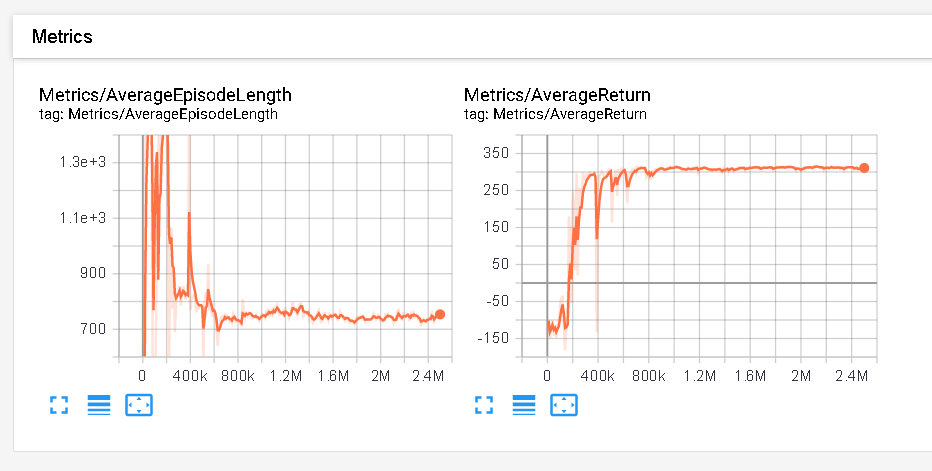 Metrics
Metrics/AverageEpisodeLength
tag: Metrics/AverageEpisodeLength
1.3e+3
1.1e+3
900
700
0 400k 800k 1.2M 1.6M 2M 2.4M
Metrics/AverageReturn
tag: Metrics/AverageReturn
350
250
150
50
-50
-150
0 400k 800k 1.2M 1.6M 2M 2.4M